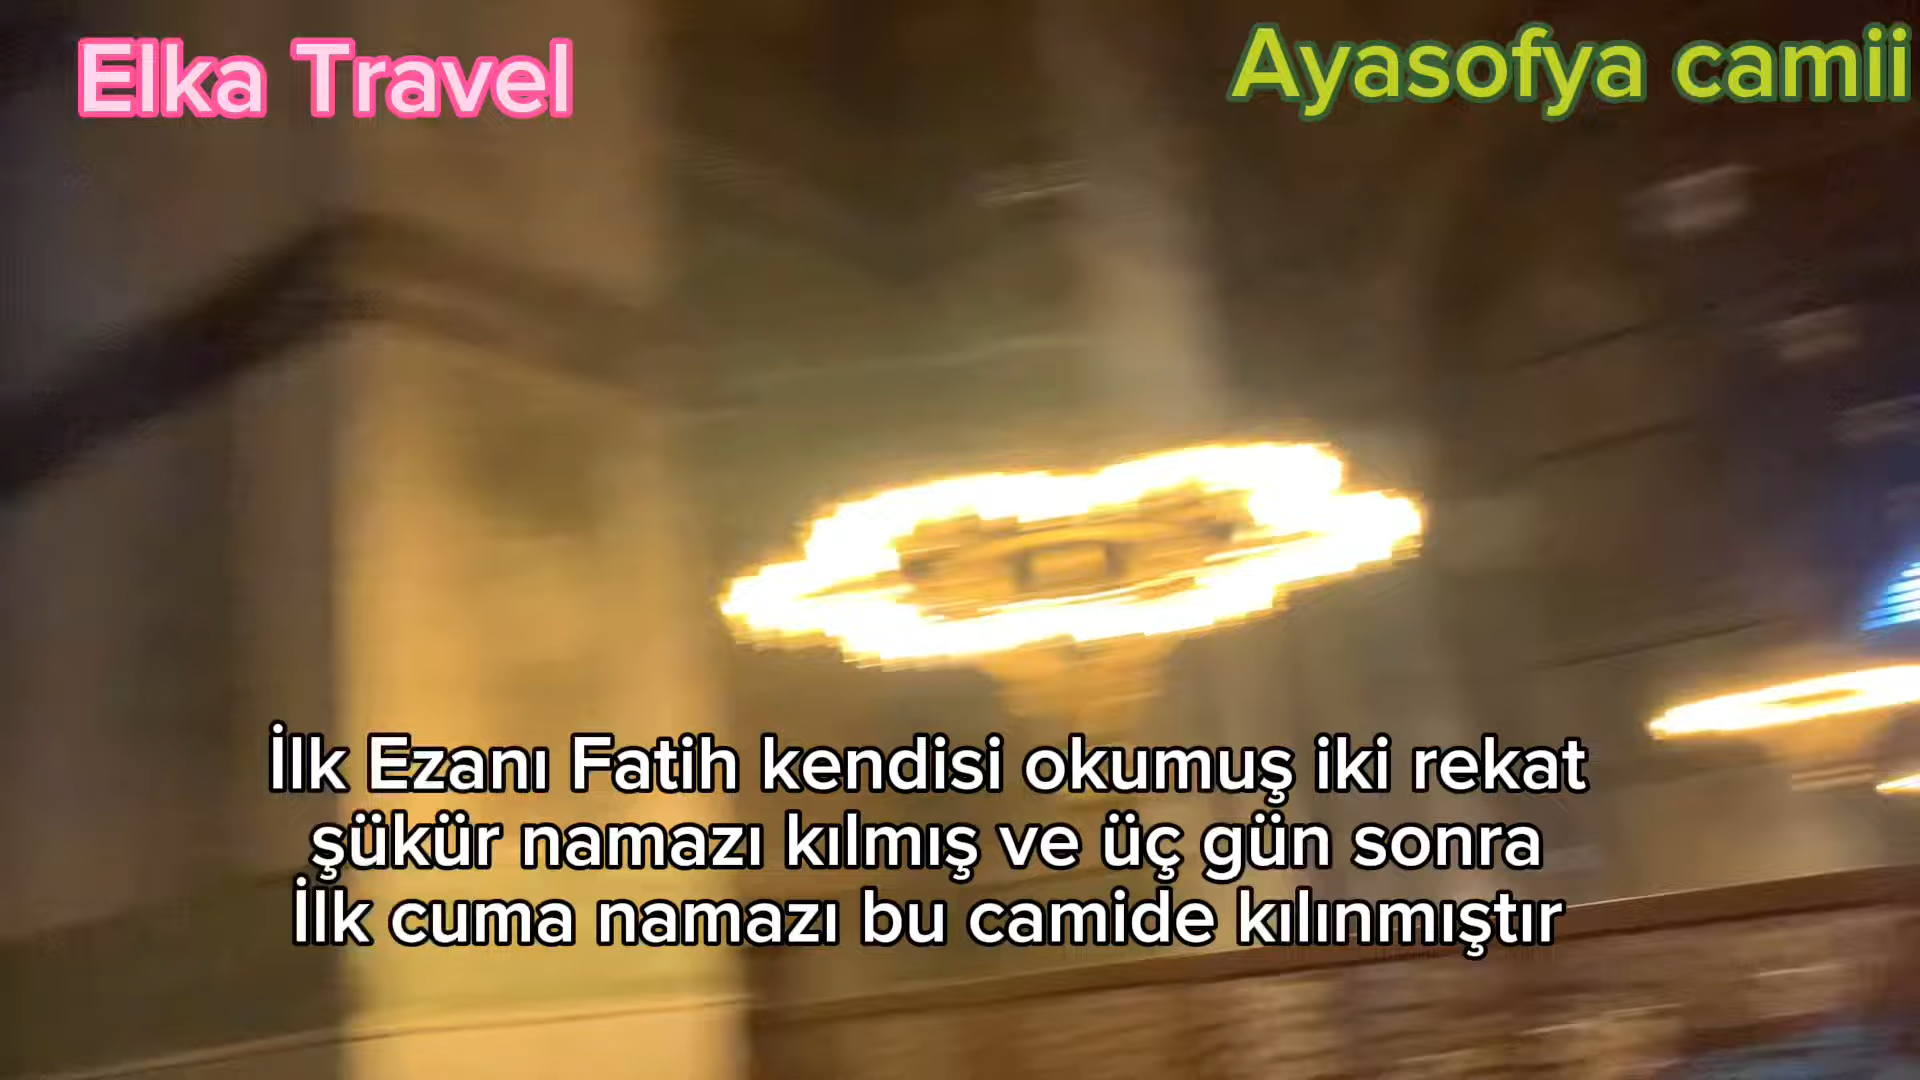 Elka Travel
Ayasofya camii
İlk Ezanı Fatih kendisi okumuş iki rekat
şükür namazı kılmış ve üç gün sonra
İlk cuma namazı bu camide kılınmıştır